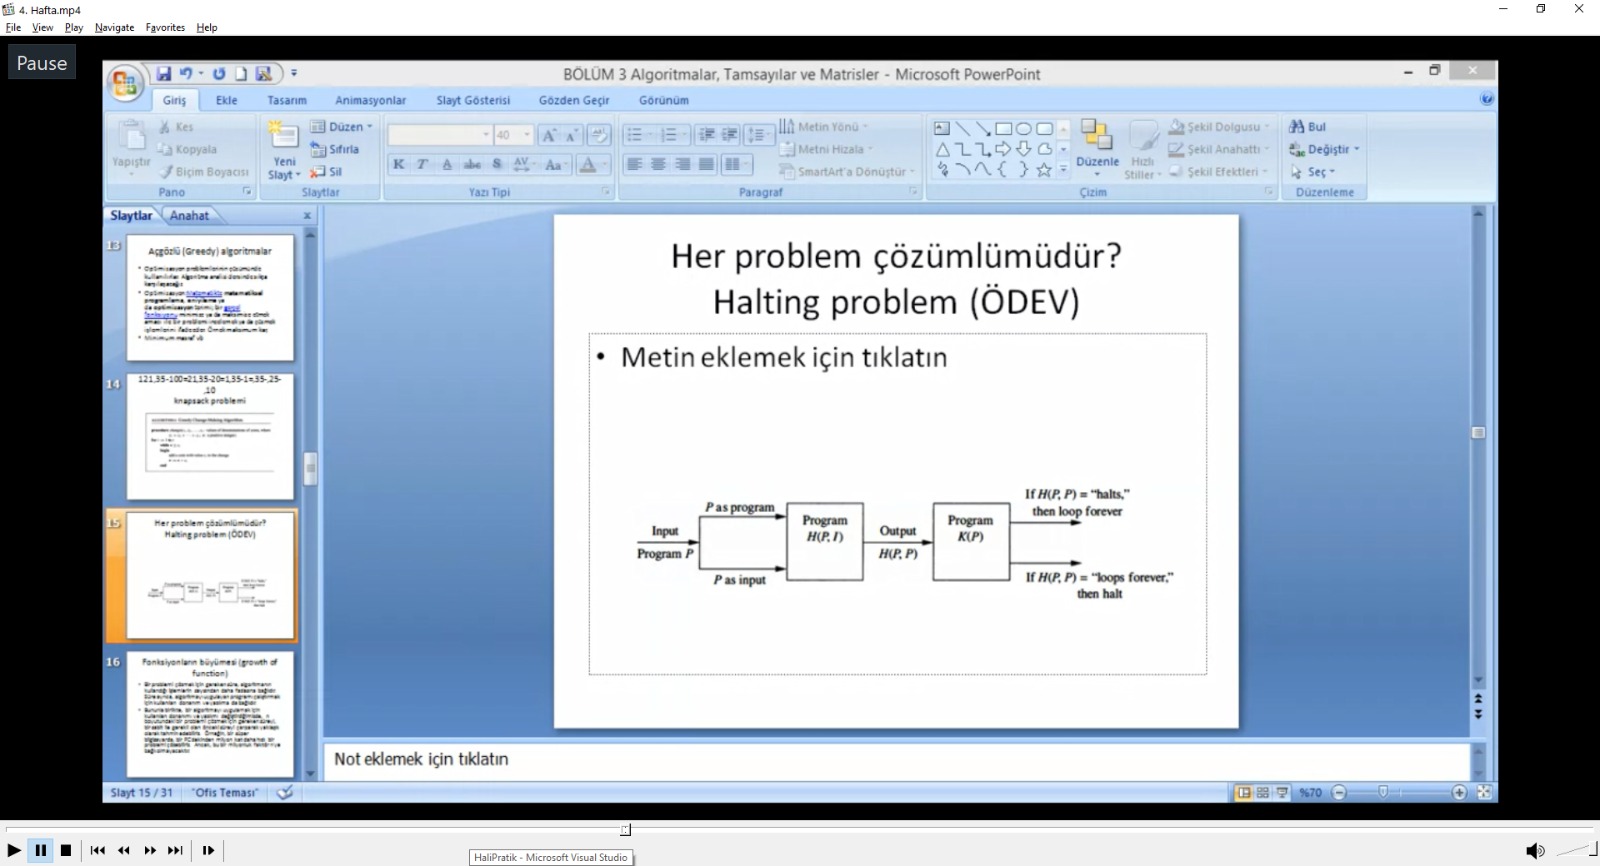 4. Hafta.mp4
File View Play Navigate Favorites Help
Pause
BÖLÜM 3 Algoritmalar, Tamsayılar ve Matrisler - Microsoft PowerPoint
Giriş Ekle Tasarım Animasyonlar Slayt Gösterisi Gözden Geçir Görünüm
Yapıştır
Kes
Kopyala
Biçim Boyacısı
Pano
Yeni
Slayt
Düzen
Sıfırla
Sil
Slaytlar
40
K T A abc S AV Aa A
Yazı Tipi
Metin Yönü
Metni Hizala
SmartArt'a Dönüştür
Paragraf
Düzenle
Hızlı
Stiller
Şekil Dolgusu
Şekil Anahattı
Şekil Efektleri
Çizim
Bul
Değiştir
Seç
Düzenleme
Slaytlar Anahat x
13
Açgözlü (Greedy) algoritmalar
14
121,35-100=21,35-20=1,35-1=,35-,25-
,10
knapsack problemi
15
Her problem çözümlümüdür?
Halting problem (ÖDEV)
16
Fonksiyonların büyümesi (growth of
function)
Her problem çözümlümüdür?
Halting problem (ÖDEV)
• Metin eklemek için tıklatın
Input
Program P
P as program
P as input
Program
H(P, I)
Output
H(P, P)
Program
K(P)
If H(P, P) = “halts,”
then loop forever
If H(P, P) = “loops forever,”
then halt
Not eklemek için tıklatın
Slayt 15 / 31 "Ofis Teması" %70
HaliPratik - Microsoft Visual Studio